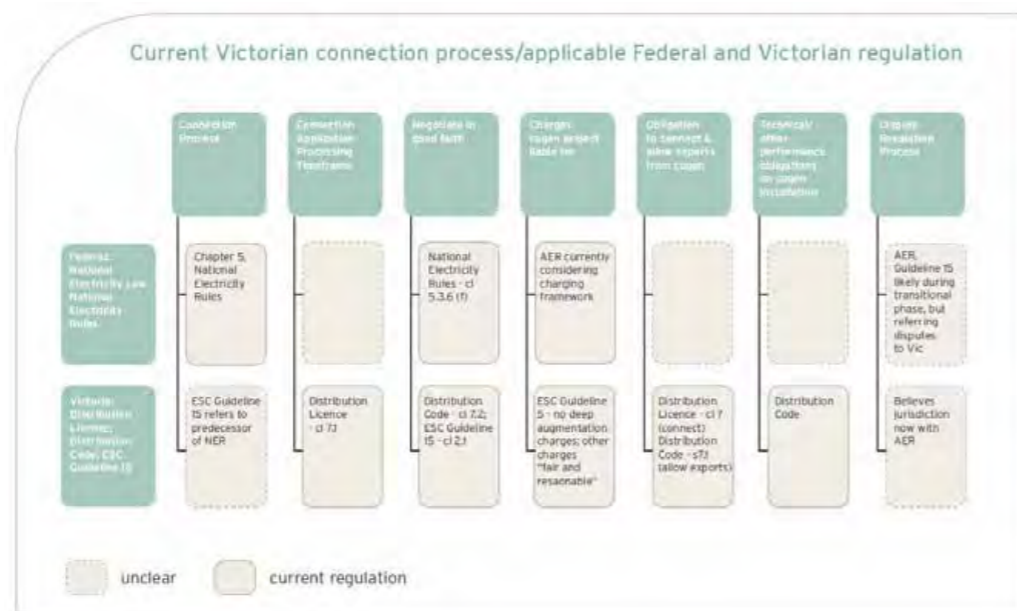 Current Victorian connection process/applicable Federal and Victorian regulation
Connection
Process
Connection
Application
Processing
Timeframe
Negotiate in
good faith
Charges
cogen project
liable for
Obligation
to connect &
allow exports
from cogen
Technical/
other
performance
obligations
on cogen
installation
Dispute
Resolution
Process
Federal:
National
Electricity Law
National
Electricity
Rules
Chapter 5,
National
Electricity
Rules
National
Electricity
Rules - cl
5.3.6 (f)
AER currently
considering
charging
framework
AER,
Guideline 15
likely during
transitional
phase, but
referring
disputes
to Vic
Victoria:
Distribution
License;
Distribution
Code; ESC
Guideline 15
ESC Guideline
15 refers to
predecessor
of NER
Distribution
Licence
- cl 7.1
Distribution
Code - cl 7.2;
ESC Guideline
15 - cl 2.1
ESC Guideline
5 - no deep
augmentation
charges; other
charges
"fair and
resaonable"
Distribution
Licence - cl 7
(connect)
Distribution
Code - s7.1
(allow exports)
Distribution
Code
Believes
jurisdiction
now with
AER
unclear
current regulation